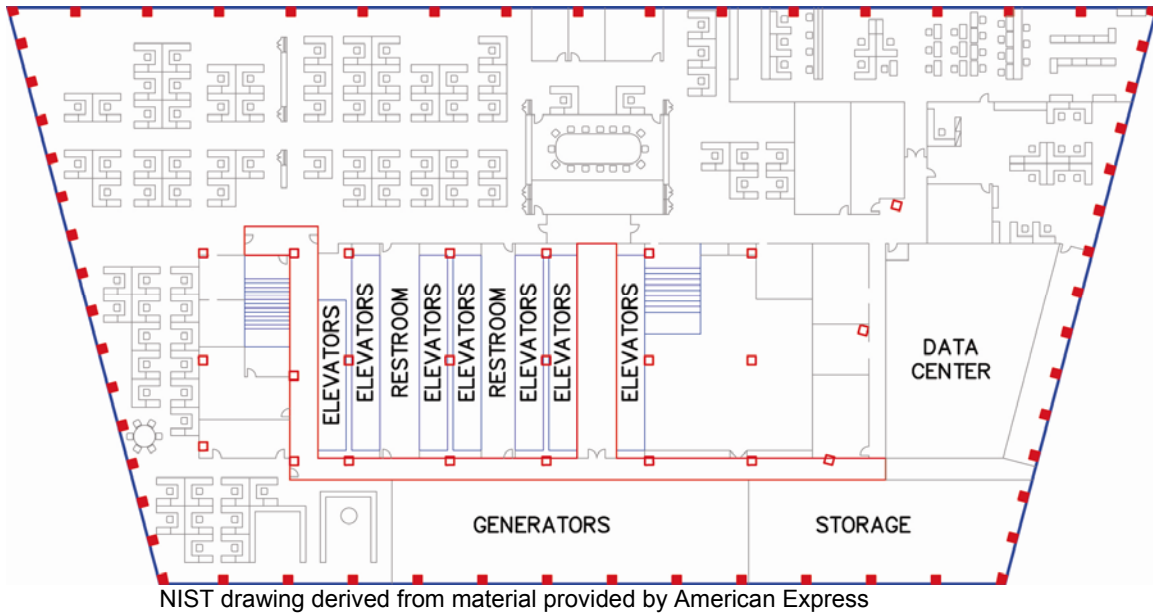 ELEVATORS
ELEVATORS
RESTROOM
ELEVATORS
ELEVATORS
RESTROOM
ELEVATORS
ELEVATORS
ELEVATORS
DATA
CENTER
GENERATORS
STORAGE
NIST drawing derived from material provided by American Express